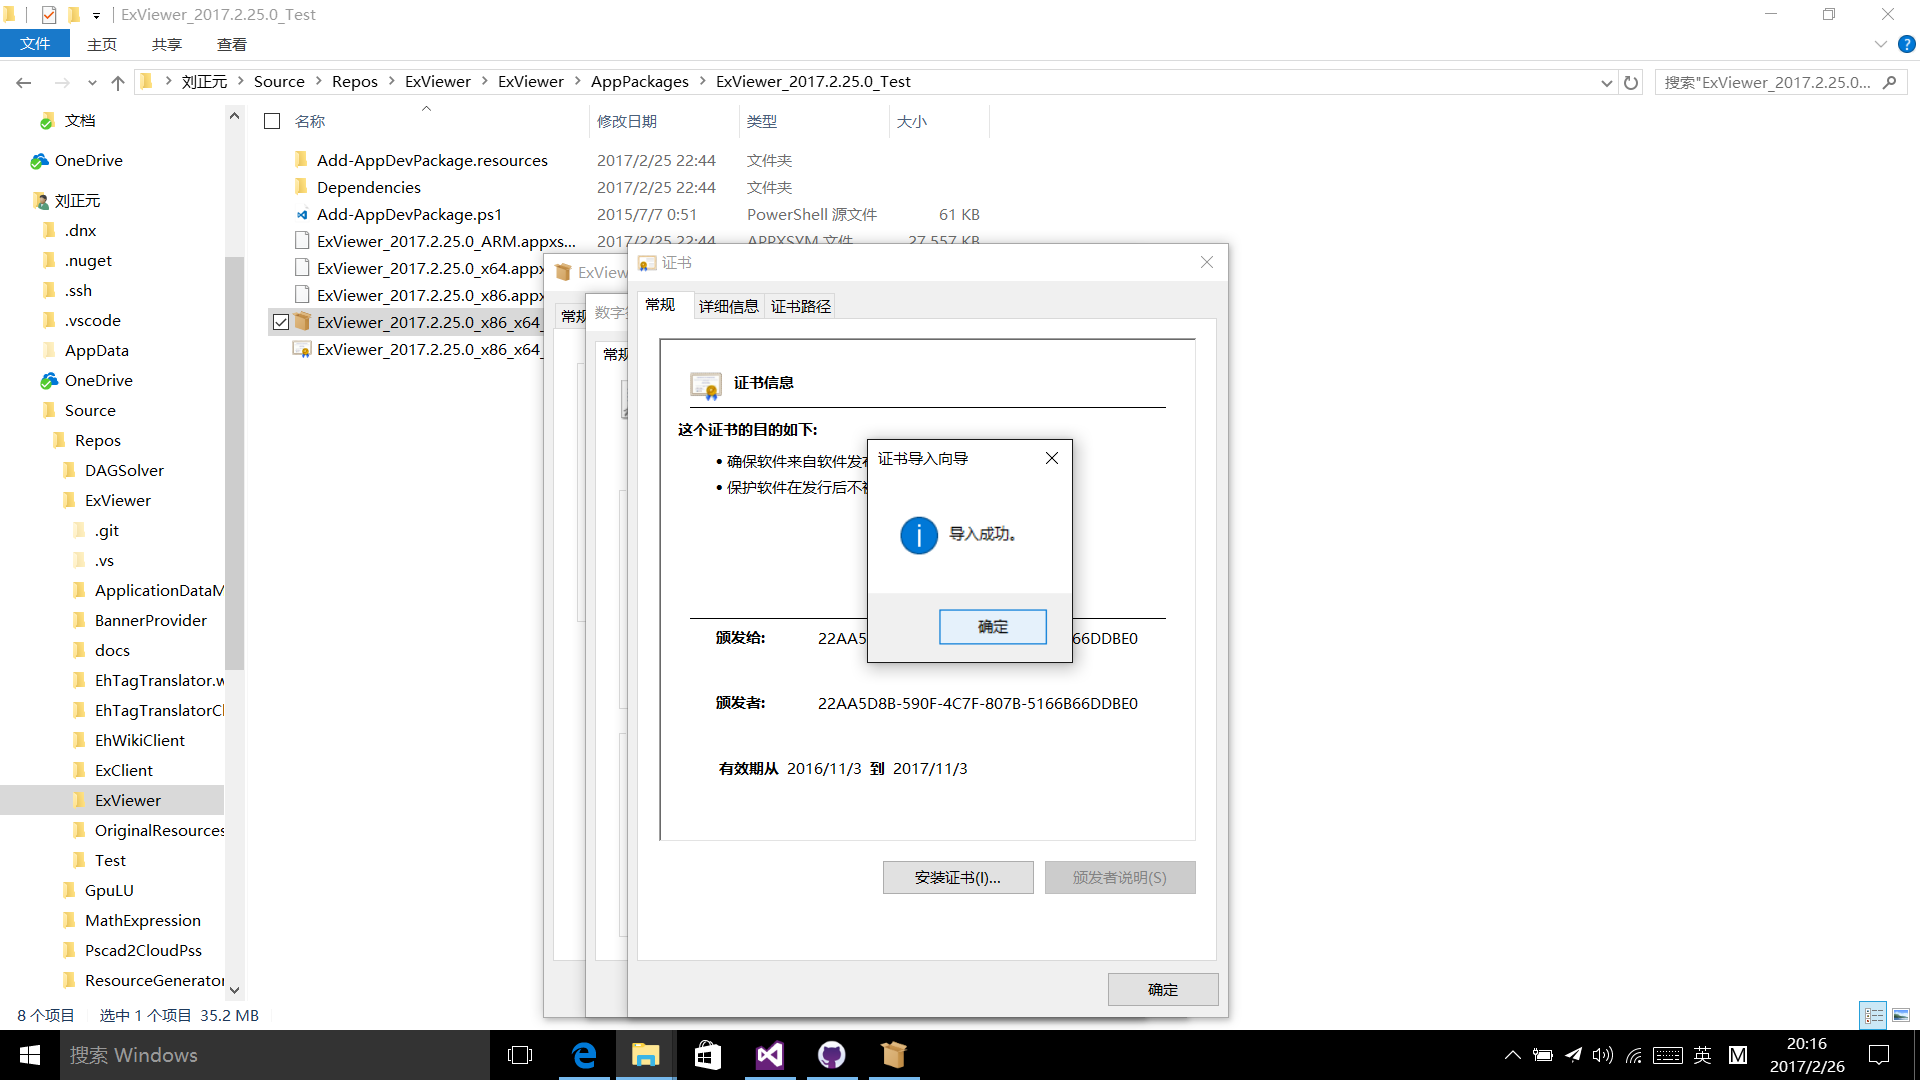 ExViewer_2017.2.25.0_Test
文件 主页 共享 查看
刘正元 Source Repos ExViewer ExViewer AppPackages ExViewer_2017.2.25.0_Test
搜索"ExViewer_2017.2.25.0...
文档
OneDrive
刘正元
.dnx
.nuget
.ssh
.vscode
AppData
OneDrive
Source
Repos
DAGSolver
ExViewer
.git
.vs
ApplicationDataM
BannerProvider
docs
EhTagTranslator.w
EhTagTranslatorCl
EhWikiClient
ExClient
ExViewer
OriginalResources
Test
GpuLU
MathExpression
Pscad2CloudPss
ResourceGenerator
名称 修改日期 类型 大小
Add-AppDevPackage.resources 2017/2/25 22:44 文件夹
Dependencies 2017/2/25 22:44 文件夹
Add-AppDevPackage.ps1 2015/7/7 0:51 PowerShell 源文件 61 KB
ExViewer_2017.2.25.0_ARM.appxs... 2017/2/25 22:44 APPXSYM 文件 27,557 KB
ExViewer_2017.2.25.0_x64.appx
ExViewer_2017.2.25.0_x86.appx
ExViewer_2017.2.25.0_x86_x64_
ExViewer_2017.2.25.0_x86_x64_
ExView
常规
数字
常规
证书
常规 详细信息 证书路径
证书信息
这个证书的目的如下:
• 确保软件来自软件发布
• 保护软件在发行后不被
证书导入向导
导入成功。
确定
颁发给: 22AA5 66DDBE0
颁发者: 22AA5D8B-590F-4C7F-807B-5166B66DDBE0
有效期从 2016/11/3 到 2017/11/3
安装证书(I)... 颁发者说明(S)
确定
8 个项目 选中 1 个项目 35.2 MB
搜索 Windows
英 M
20:16
2017/2/26